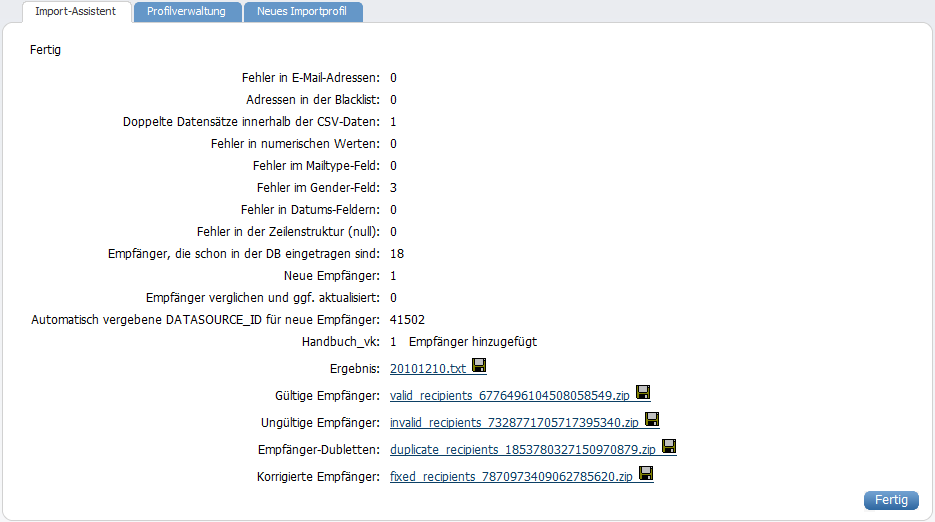 Import-Assistent Profilverwaltung Neues Importprofil
Fertig
Fehler in E-Mail-Adressen: 0
Adressen in der Blacklist: 0
Doppelte Datensätze innerhalb der CSV-Daten: 1
Fehler in numerischen Werten: 0
Fehler im Mailtype-Feld: 0
Fehler im Gender-Feld: 3
Fehler in Datums-Feldern: 0
Fehler in der Zeilenstruktur (null): 0
Empfänger, die schon in der DB eingetragen sind: 18
Neue Empfänger: 1
Empfänger verglichen und ggf. aktualisiert: 0
Automatisch vergebene DATASOURCE_ID für neue Empfänger: 41502
Handbuch_vk: 1 Empfänger hinzugefügt
Ergebnis: 20101210.txt
Gültige Empfänger: valid_recipients_6776496104508058549.zip
Ungültige Empfänger: invalid_recipients_7328771705717395340.zip
Empfänger-Dubletten: duplicate_recipients_1853780327150970879.zip
Korrigierte Empfänger: fixed_recipients_7870973409062785620.zip
Fertig